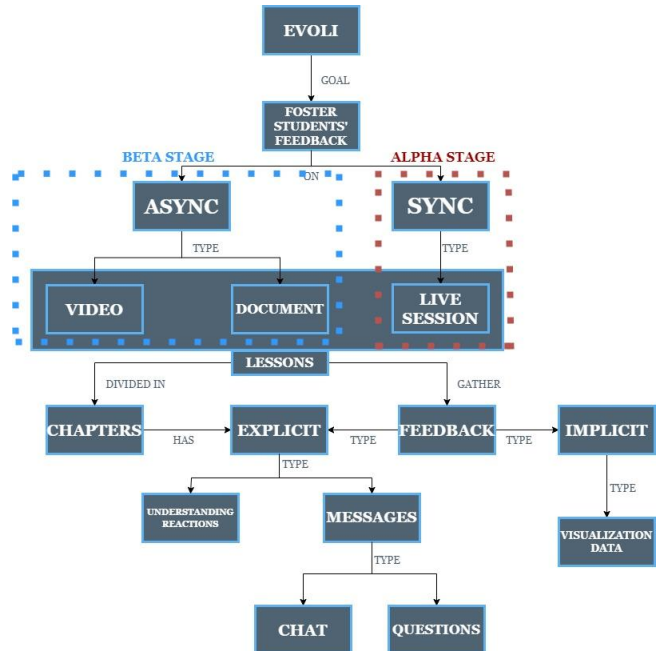 EVOLI
GOAL
FOSTER
STUDENTS'
FEEDBACK
BETA STAGE
ALPHA STAGE
ON
ASYNC
SYNC
TYPE
TYPE
VIDEO
DOCUMENT
LIVE
SESSION
LESSONS
DIVIDED IN
GATHER
CHAPTERS
HAS
EXPLICIT
TYPE
FEEDBACK
TYPE
IMPLICIT
TYPE
TYPE
UNDERSTANDING
REACTIONS
MESSAGES
VISUALIZATION
DATA
TYPE
CHAT
QUESTIONS